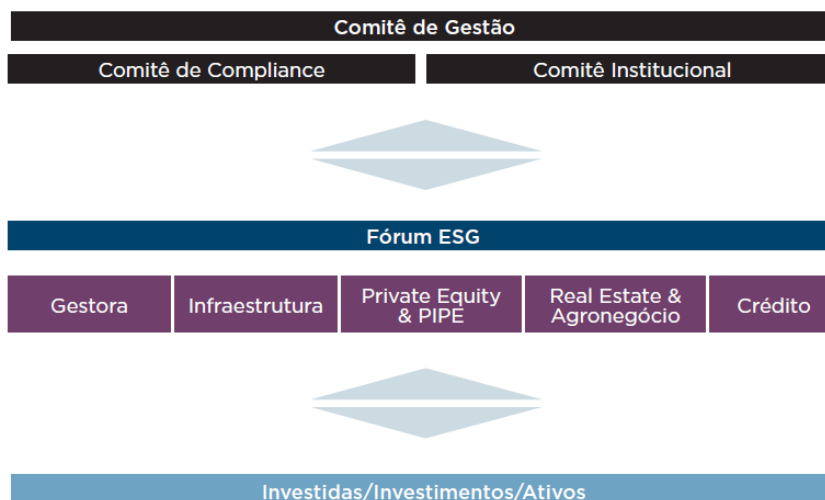 Comitê de Gestão
Comitê de Compliance
Comitê Institucional
Fórum ESG
Gestora
Infraestrutura
Private Equity
& PIPE
Real Estate &
Agronegócio
Crédito
Investidas/Investimentos/Ativos